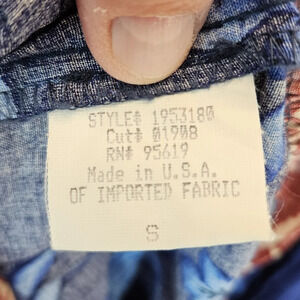 STYLE# 1953180
Cut# 01908
RN# 95619
Made in U.S.A.
OF IMPORTED FABRIC
S